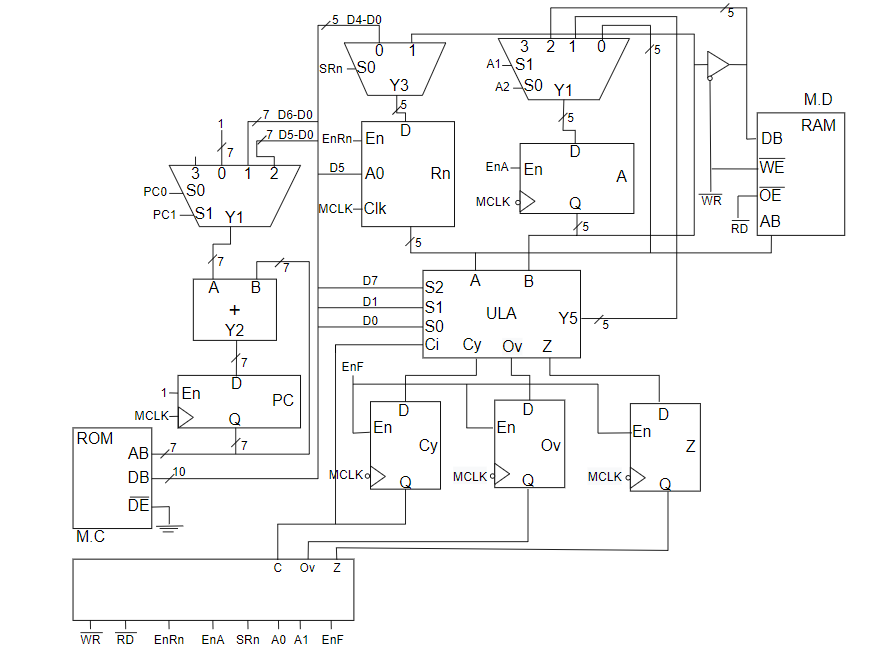 5 D4-D0
0 1
SRn S0
Y3
5
D
EnRn En
D5 A0 Rn
MCLK Clk
5
3 2 1 0
5
5
A1 S1
A2 S0 Y1
5
D
EnA En A
MCLK
Q
5
M.D
RAM
DB
WE
OE
AB
WR
RD
1
7
7 D6-D0
7 D5-D0
3 0 1 2
PC0 S0
PC1 S1
Y1
7
7
A B
+
Y2
7
D
1 En PC
MCLK
Q
7
ROM
AB 7
DB 10
DE
M.C
A B
D7 S2
D1 S1 ULA Y5 5
D0 S0
Ci Cy Ov Z
EnF
D
En
Cy
MCLK
Q
D
En
Ov
MCLK
Q
D
En
Z
MCLK
Q
C Ov Z
WR RD EnRn EnA SRn A0 A1 EnF